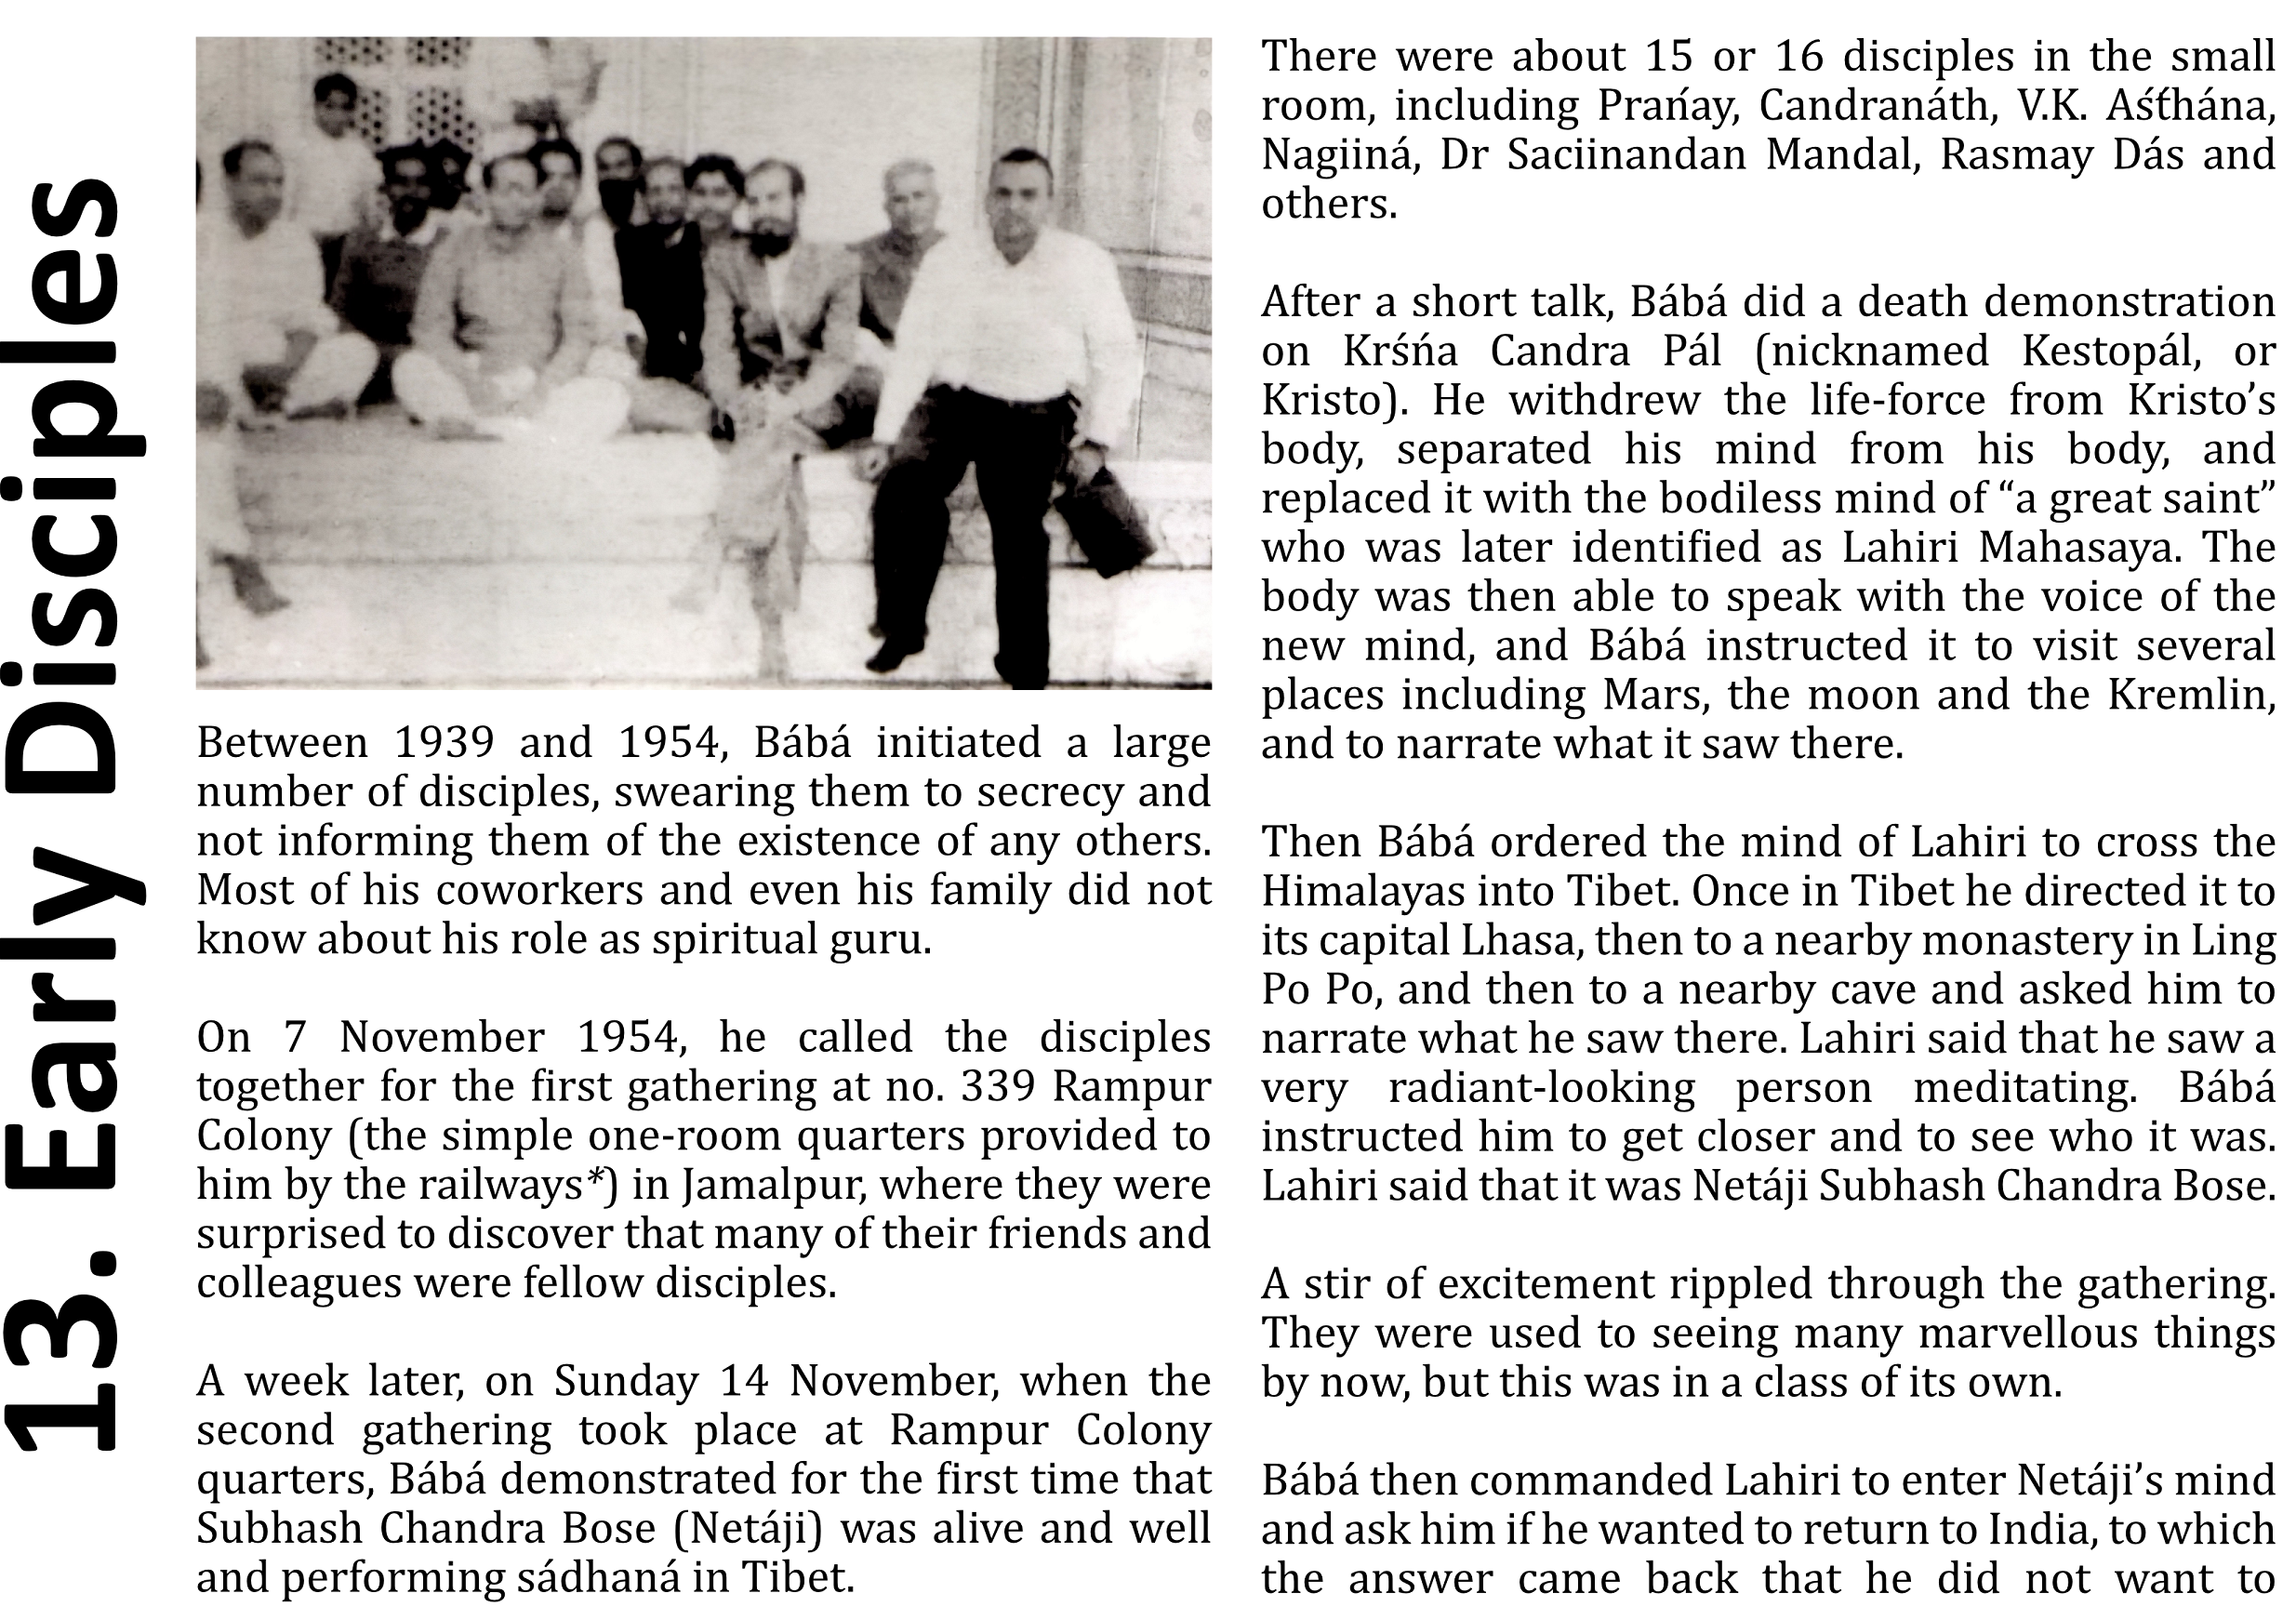 13. Early Disciples
Between 1939 and 1954, Bábá initiated a large
number of disciples, swearing them to secrecy and
not informing them of the existence of any others.
Most of his coworkers and even his family did not
know about his role as spiritual guru.
On 7 November 1954, he called the disciples
together for the first gathering at no. 339 Rampur
Colony (the simple one-room quarters provided to
him by the railways*) in Jamalpur, where they were
surprised to discover that many of their friends and
colleagues were fellow disciples.
A week later, on Sunday 14 November, when the
second gathering took place at Rampur Colony
quarters, Bábá demonstrated for the first time that
Subhash Chandra Bose (Netáji) was alive and well
and performing sádhaná in Tibet.
There were about 15 or 16 disciples in the small
room, including Prańay, Candranáth, V.K. Aśt́hána,
Nagiiná, Dr Saciinandan Mandal, Rasmay Dás and
others.
After a short talk, Bábá did a death demonstration
on Krśńa Candra Pál (nicknamed Kestopál, or
Kristo). He withdrew the life-force from Kristo’s
body, separated his mind from his body, and
replaced it with the bodiless mind of “a great saint”
who was later identified as Lahiri Mahasaya. The
body was then able to speak with the voice of the
new mind, and Bábá instructed it to visit several
places including Mars, the moon and the Kremlin,
and to narrate what it saw there.
Then Bábá ordered the mind of Lahiri to cross the
Himalayas into Tibet. Once in Tibet he directed it to
its capital Lhasa, then to a nearby monastery in Ling
Po Po, and then to a nearby cave and asked him to
narrate what he saw there. Lahiri said that he saw a
very radiant-looking person meditating. Bábá
instructed him to get closer and to see who it was.
Lahiri said that it was Netáji Subhash Chandra Bose.
A stir of excitement rippled through the gathering.
They were used to seeing many marvellous things
by now, but this was in a class of its own.
Bábá then commanded Lahiri to enter Netáji’s mind
and ask him if he wanted to return to India, to which
the answer came back that he did not want to